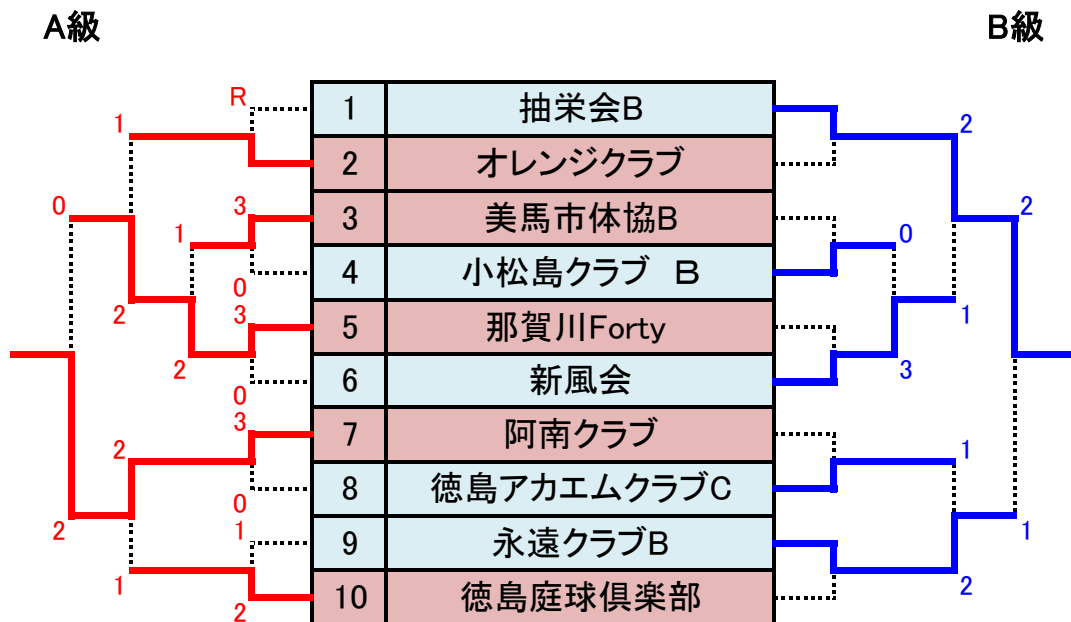 A級
B級
R
1 抽栄会B
1
2
2 オレンジクラブ
0
3
3 美馬市体協B
2
1
0
4 小松島クラブ B
0
3
2
5 那賀川Forty
1
2
3
0
6 新風会
3
7 阿南クラブ
2
1
0
8 徳島アカエムクラブC
1
2
9 永遠クラブB
1
1
2
10 徳島庭球倶楽部
2